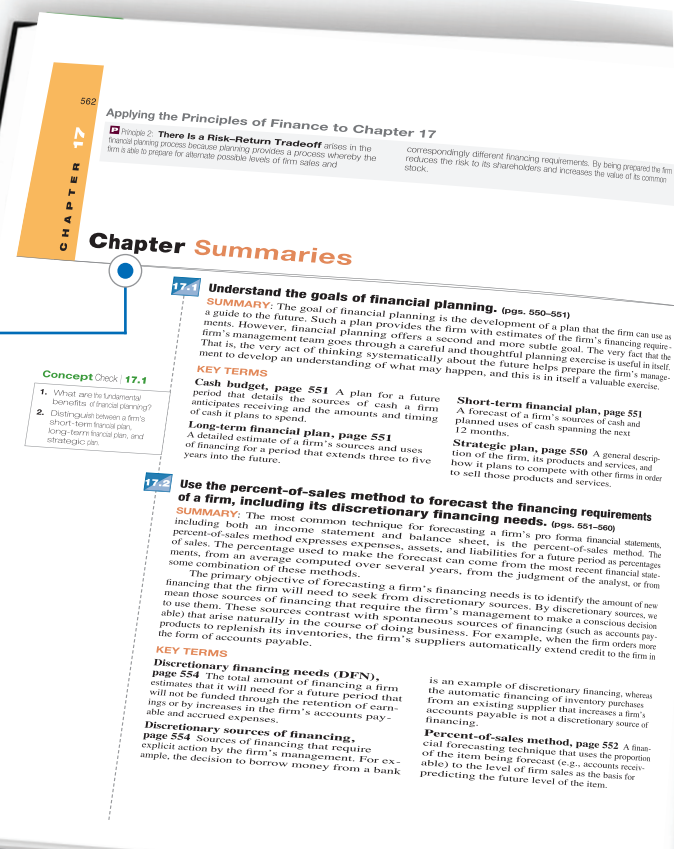 562
CHAPTER 17
Applying the Principles of Finance to Chapter 17
P Principle 2: There Is a Risk–Return Tradeoff arises in the
financial planning process because planning provides a process whereby the
firm is able to prepare for alternate possible levels of firm sales and
correspondingly different financing requirements. By being prepared the firm
reduces the risk to its shareholders and increases the value of its common
stock.
Chapter Summaries
17.1 Understand the goals of financial planning. (pgs. 550–551)
SUMMARY: The goal of financial planning is the development of a plan that the firm can use as
a guide to the future. Such a plan provides the firm with estimates of the firm's financing require-
ments. However, financial planning offers a second and more subtle goal. The very fact that the
firm's management team goes through a careful and thoughtful planning exercise is useful in itself.
That is, the very act of thinking systematically about the future helps prepare the firm's manage-
ment to develop an understanding of what may happen, and this is in itself a valuable exercise.
Concept Check | 17.1
1. What are the fundamental
benefits of financial planning?
2. Distinguish between a firm's
short-term financial plan,
long-term financial plan, and
strategic plan.
KEY TERMS
Cash budget, page 551 A plan for a future
period that details the sources of cash a firm
anticipates receiving and the amounts and timing
of cash it plans to spend.
Long-term financial plan, page 551
A detailed estimate of a firm's sources and uses
of financing for a period that extends three to five
years into the future.
Short-term financial plan, page 551
A forecast of a firm's sources of cash and
planned uses of cash spanning the next
12 months.
Strategic plan, page 550 A general descrip-
tion of the firm, its products and services, and
how it plans to compete with other firms in order
to sell those products and services.
17.2 Use the percent-of-sales method to forecast the financing requirements
of a firm, including its discretionary financing needs. (pgs. 551–560)
SUMMARY: The most common technique for forecasting a firm's pro forma financial statements,
including both an income statement and balance sheet, is the percent-of-sales method. The
percent-of-sales method expresses expenses, assets, and liabilities for a future period as percentages
of sales. The percentage used to make the forecast can come from the most recent financial state-
ments, from an average computed over several years, from the judgment of the analyst, or from
some combination of these methods.
The primary objective of forecasting a firm's financing needs is to identify the amount of new
financing that the firm will need to seek from discretionary sources. By discretionary sources, we
mean those sources of financing that require the firm's management to make a conscious decision
to use them. These sources contrast with spontaneous sources of financing (such as accounts pay-
able) that arise naturally in the course of doing business. For example, when the firm orders more
products to replenish its inventories, the firm's suppliers automatically extend credit to the firm in
the form of accounts payable.
KEY TERMS
Discretionary financing needs (DFN),
page 554 The total amount of financing a firm
estimates that it will need for a future period that
will not be funded through the retention of earn-
ings or by increases in the firm's accounts pay-
able and accrued expenses.
Discretionary sources of financing,
page 554 Sources of financing that require
explicit action by the firm's management. For ex-
ample, the decision to borrow money from a bank
is an example of discretionary financing, whereas
the automatic financing of inventory purchases
from an existing supplier that increases a firm's
accounts payable is not a discretionary source of
financing.
Percent-of-sales method, page 552 A finan-
cial forecasting technique that uses the proportion
of the item being forecast (e.g., accounts receiv-
able) to the level of firm sales as the basis for
predicting the future level of the item.